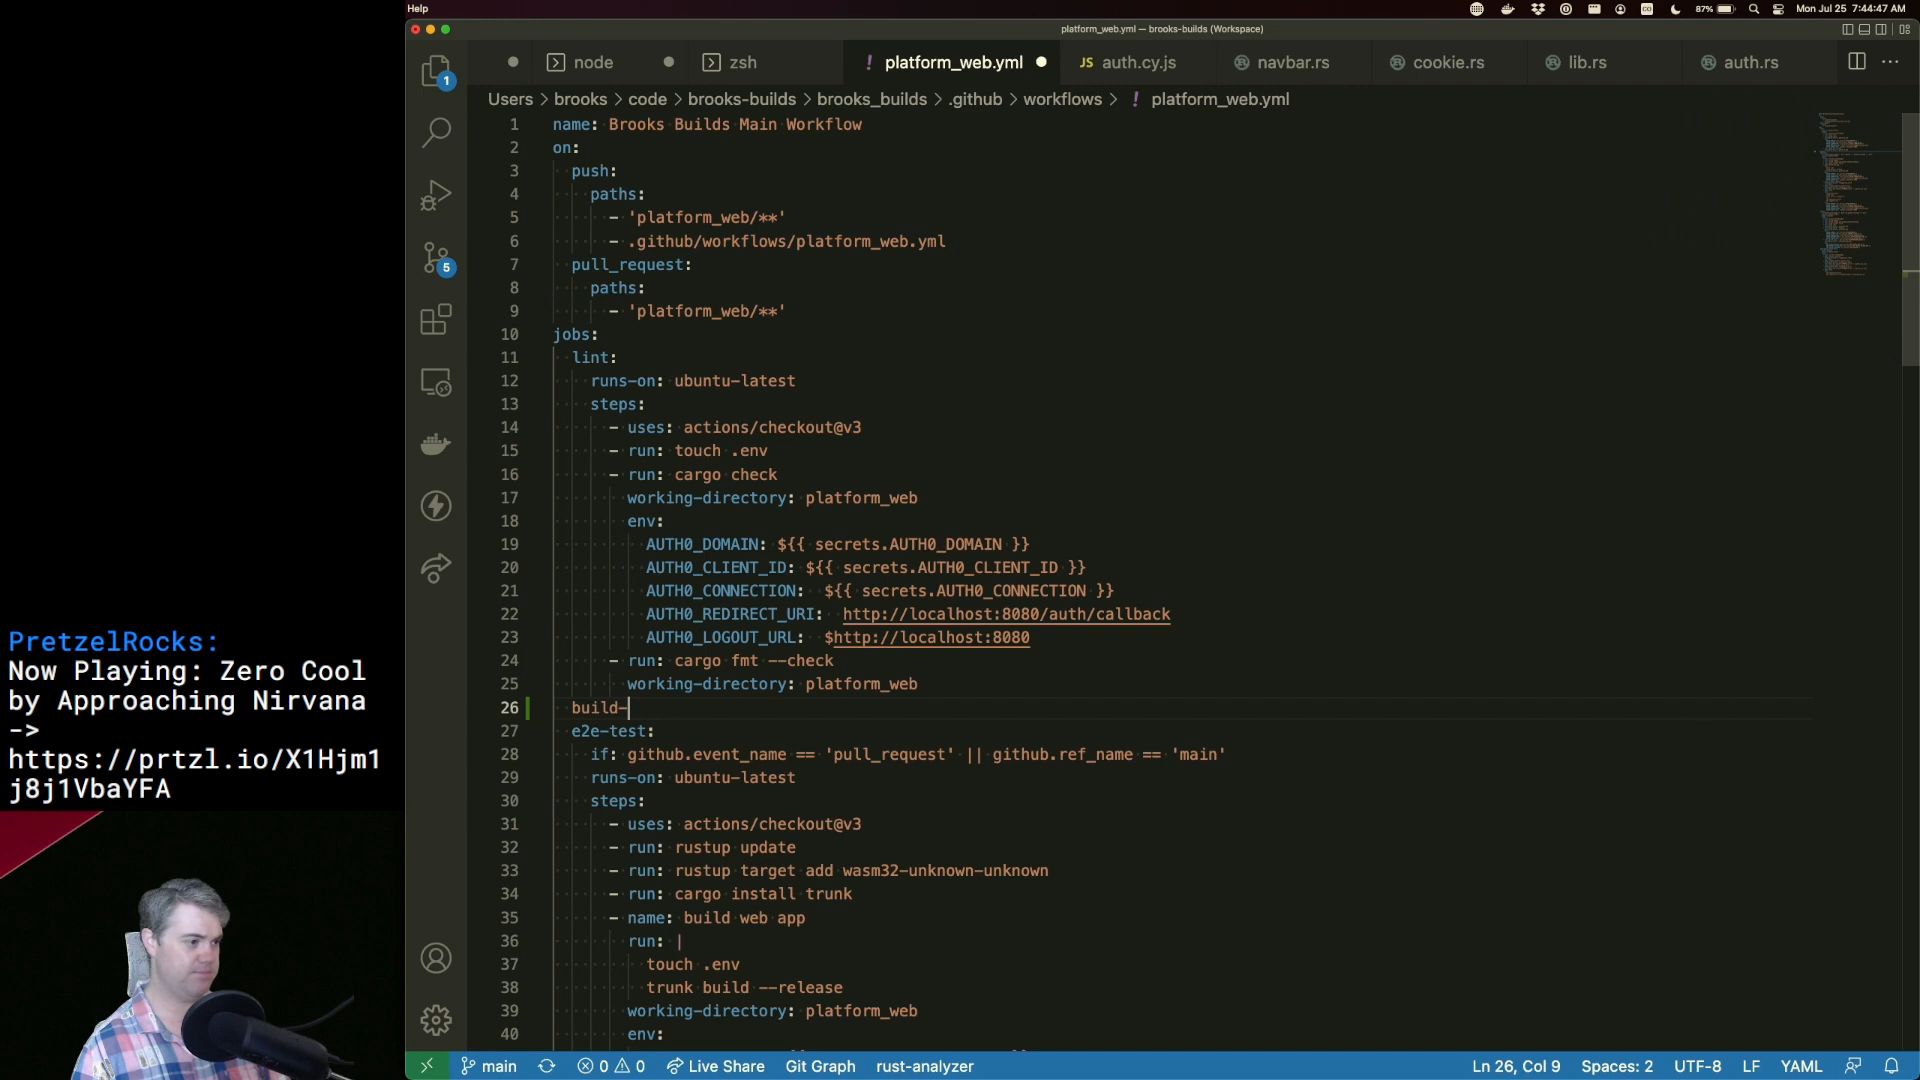 Help
87%
Mon Jul 25 7:44:47 AM
platform_web.yml — brooks-builds (Workspace)
node
zsh
! platform_web.yml
JS auth.cy.js
navbar.rs
cookie.rs
lib.rs
auth.rs
Users > brooks > code > brooks-builds > brooks_builds > .github > workflows > ! platform_web.yml
1
5
1 name: Brooks Builds Main Workflow
2 on:
3 push:
4 paths:
5 - 'platform_web/**'
6 - .github/workflows/platform_web.yml
7 pull_request:
8 paths:
9 - 'platform_web/**'
10 jobs:
11 lint:
12 runs-on: ubuntu-latest
13 steps:
14 - uses: actions/checkout@v3
15 - run: touch .env
16 - run: cargo check
17 working-directory: platform_web
18 env:
19 AUTH0_DOMAIN: ${{ secrets.AUTH0_DOMAIN }}
20 AUTH0_CLIENT_ID: ${{ secrets.AUTH0_CLIENT_ID }}
21 AUTH0_CONNECTION: ${{ secrets.AUTH0_CONNECTION }}
22 AUTH0_REDIRECT_URI: http://localhost:8080/auth/callback
23 AUTH0_LOGOUT_URL: $http://localhost:8080
24 - run: cargo fmt --check
25 working-directory: platform_web
26 build-
27 e2e-test:
28 if: github.event_name == 'pull_request' || github.ref_name == 'main'
29 runs-on: ubuntu-latest
30 steps:
31 - uses: actions/checkout@v3
32 - run: rustup update
33 - run: rustup target add wasm32-unknown-unknown
34 - run: cargo install trunk
35 - name: build web app
36 run: |
37 touch .env
38 trunk build --release
39 working-directory: platform_web
40 env:
PretzelRocks:
Now Playing: Zero Cool
by Approaching Nirvana
->
https://prtzl.io/X1Hjm1
j8j1VbaYFA
main
0
0
Live Share
Git Graph
rust-analyzer
Ln 26, Col 9
Spaces: 2
UTF-8
LF
YAML